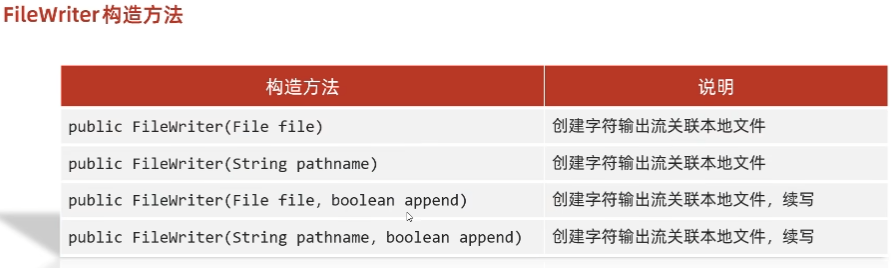 FileWriter构造方法
构造方法 说明
public FileWriter(File file) 创建字符输出流关联本地文件
public FileWriter(String pathname) 创建字符输出流关联本地文件
public FileWriter(File file, boolean append) 创建字符输出流关联本地文件，续写
public FileWriter(String pathname, boolean append) 创建字符输出流关联本地文件，续写